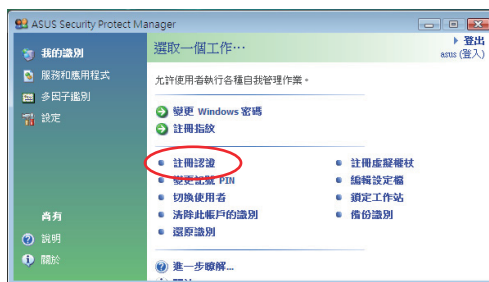 ASUS Security Protect Manager
我的識別
服務和應用程式
多因子鑑別
設定
尚有
說明
關於
選取一個工作…
登出
asus (登入)
允許使用者執行各種自我管理作業。
變更 Windows 密碼
註冊指紋
註冊認證
註冊虛擬權杖
變更記號 PIN
編輯設定檔
切換使用者
鎖定工作站
清除此帳戶的識別
備份識別
還原識別
進一步瞭解...